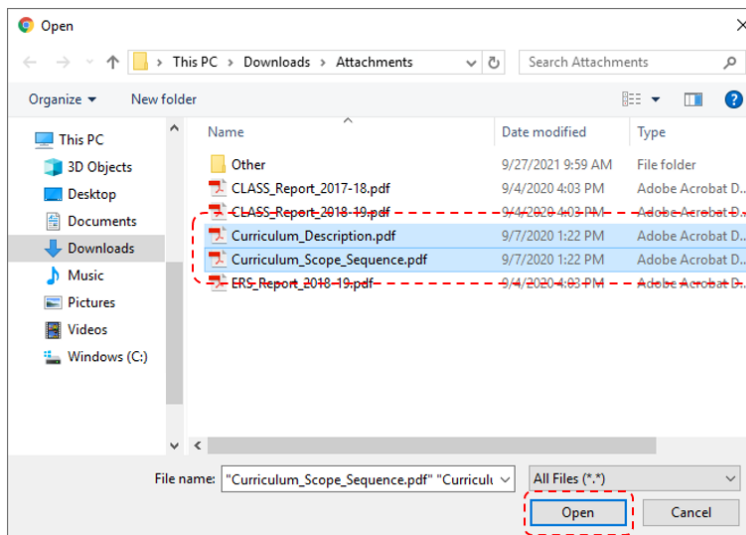 Open
This PC > Downloads > Attachments
Search Attachments
Organize
New folder
Name
Date modified
Type
This PC
3D Objects
Desktop
Documents
Downloads
Music
Pictures
Videos
Windows (C:)
Other 9/27/2021 9:59 AM File folder
CLASS_Report_2017-18.pdf 9/4/2020 4:03 PM Adobe Acrobat D...
CLASS_Report_2018-19.pdf 9/4/2020 4:03 PM Adobe Acrobat D...
Curriculum_Description.pdf 9/7/2020 1:22 PM Adobe Acrobat D...
Curriculum_Scope_Sequence.pdf 9/7/2020 1:22 PM Adobe Acrobat D...
ERS_Report_2018-19.pdf 9/4/2020 4:03 PM Adobe Acrobat D...
File name: "Curriculum_Scope_Sequence.pdf" "Curricul
All Files (*.*)
Open
Cancel